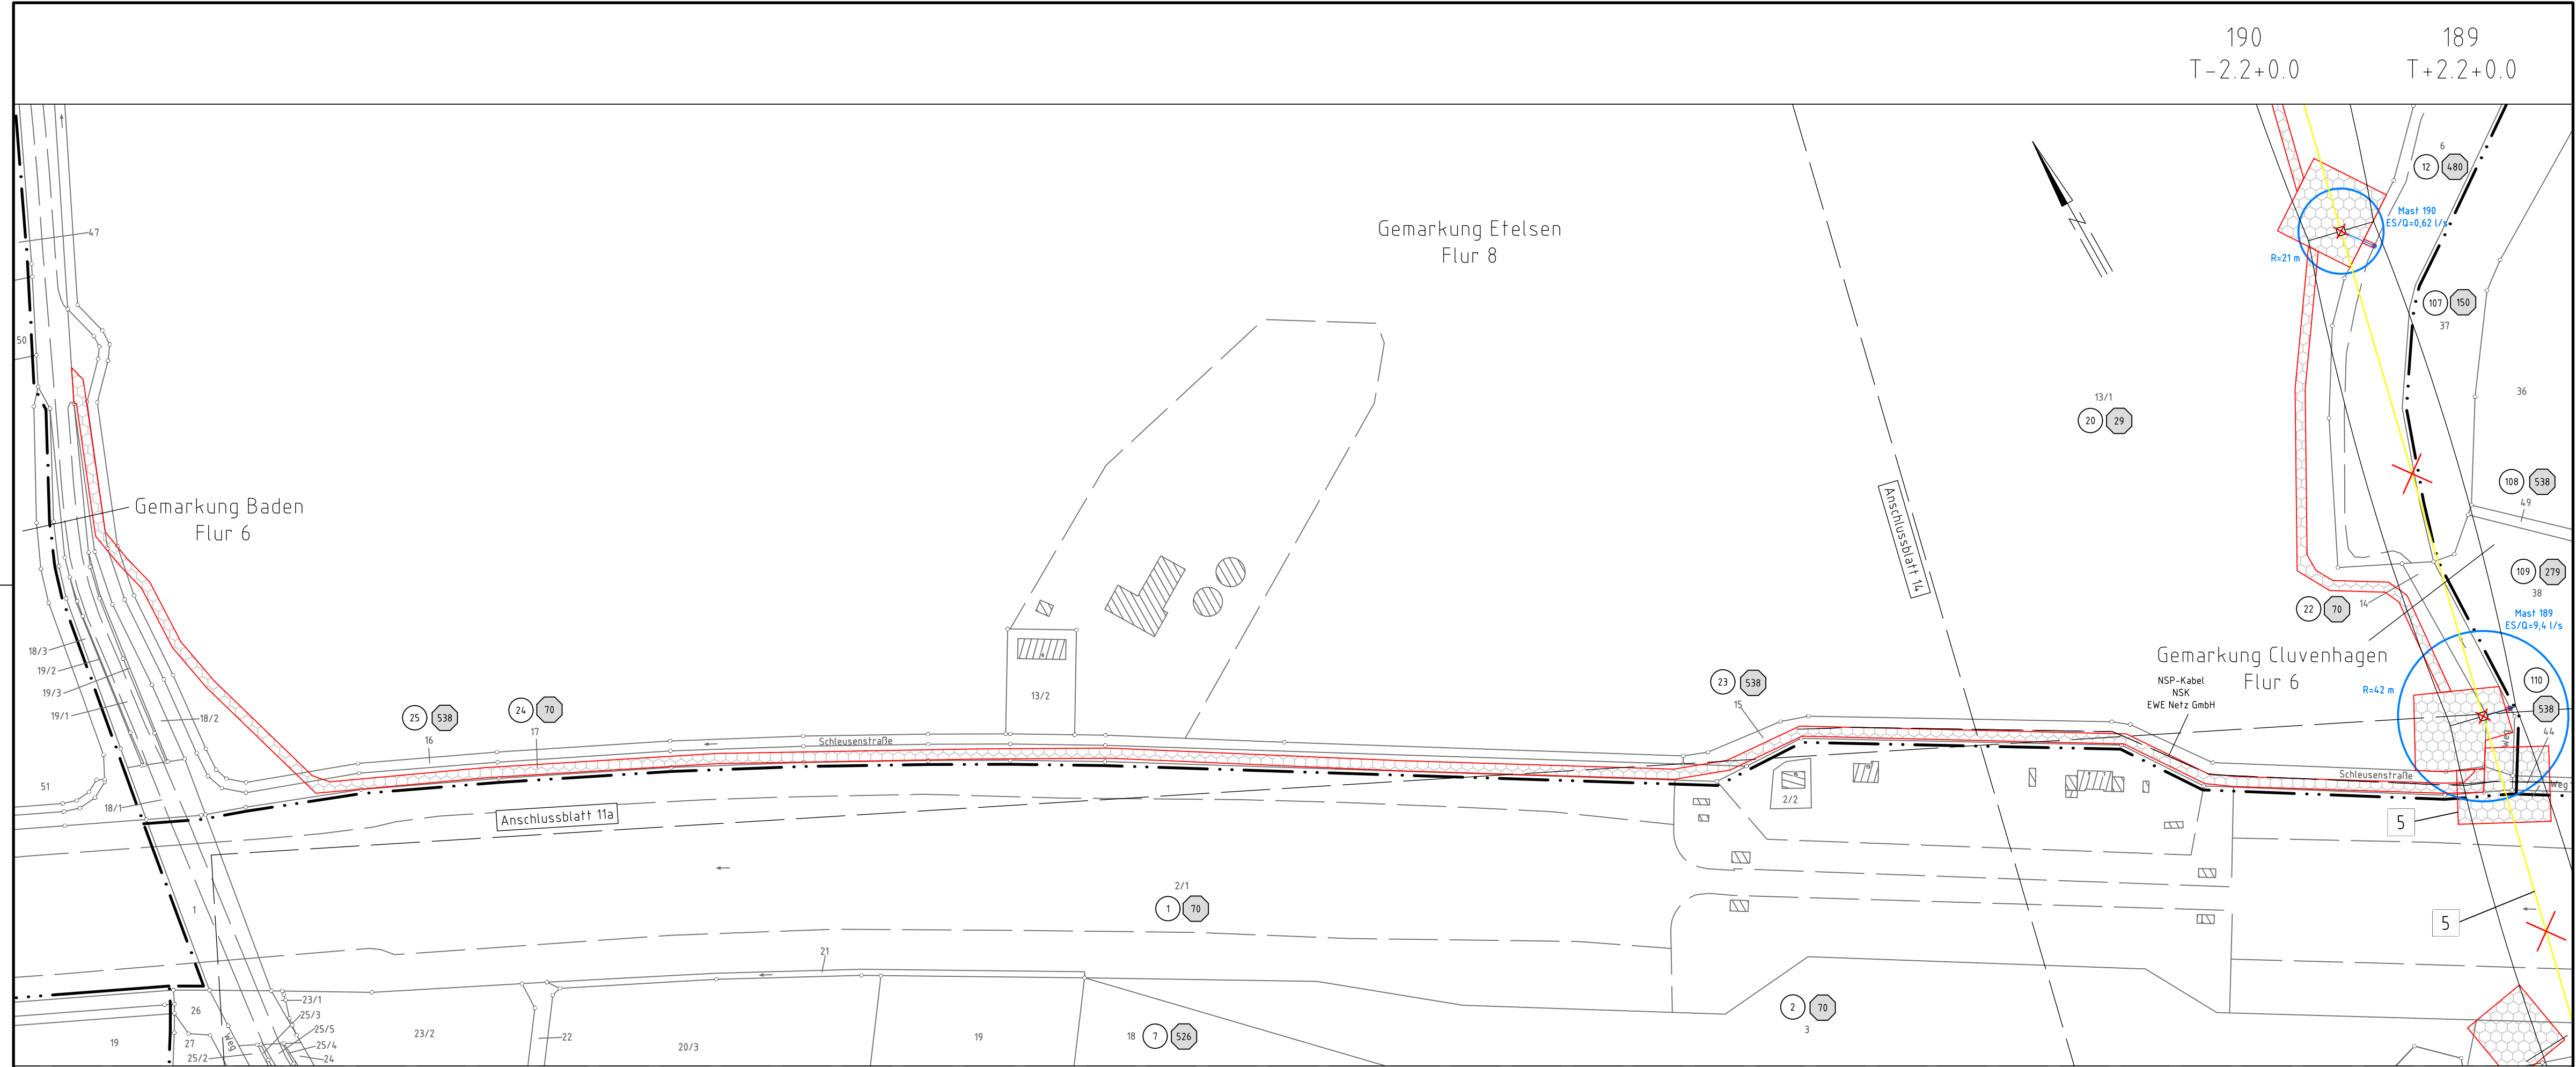 190
189
T-2.2+0.0
T+2.2+0.0
6
12
480
Mast 190
ES/Q=0,62 l/s
R=21 m
Gemarkung Etelsen
Flur 8
47
50
107
150
37
36
13/1
20
29
108
538
49
Anschlussblatt 14
Gemarkung Baden
Flur 6
109
279
38
22
70
14
Mast 189
ES/Q=9,4 l/s
18/3
19/2
19/3
19/1
18/2
18/1
51
Gemarkung Cluvenhagen
Flur 6
NSP-Kabel
NSK
EWE Netz GmbH
R=42 m
110
538
44
Weg
13/2
23
538
15
25
538
16
24
70
17
Schleusenstraße
Schleusenstraße
Weg
2/2
Anschlussblatt 11a
5
5
2/1
1
70
1
21
26
27
19
25/2
Weg
23/1
25/3
25/5
25/4
24
23/2
22
20/3
19
18
7
526
2
70
3